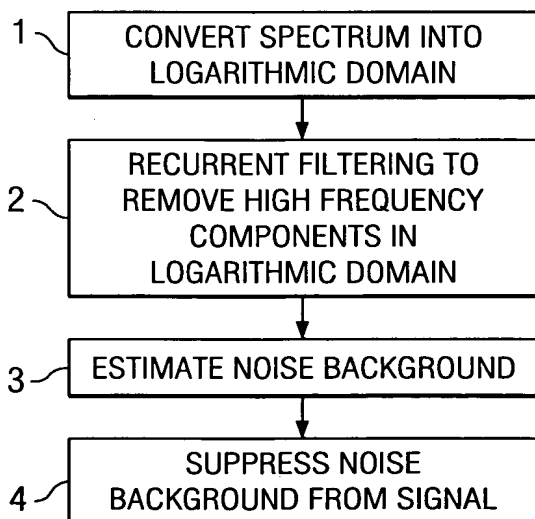 1
CONVERT SPECTRUM INTO
LOGARITHMIC DOMAIN
2
RECURRENT FILTERING TO
REMOVE HIGH FREQUENCY
COMPONENTS IN
LOGARITHMIC DOMAIN
3
ESTIMATE NOISE BACKGROUND
4
SUPPRESS NOISE
BACKGROUND FROM SIGNAL